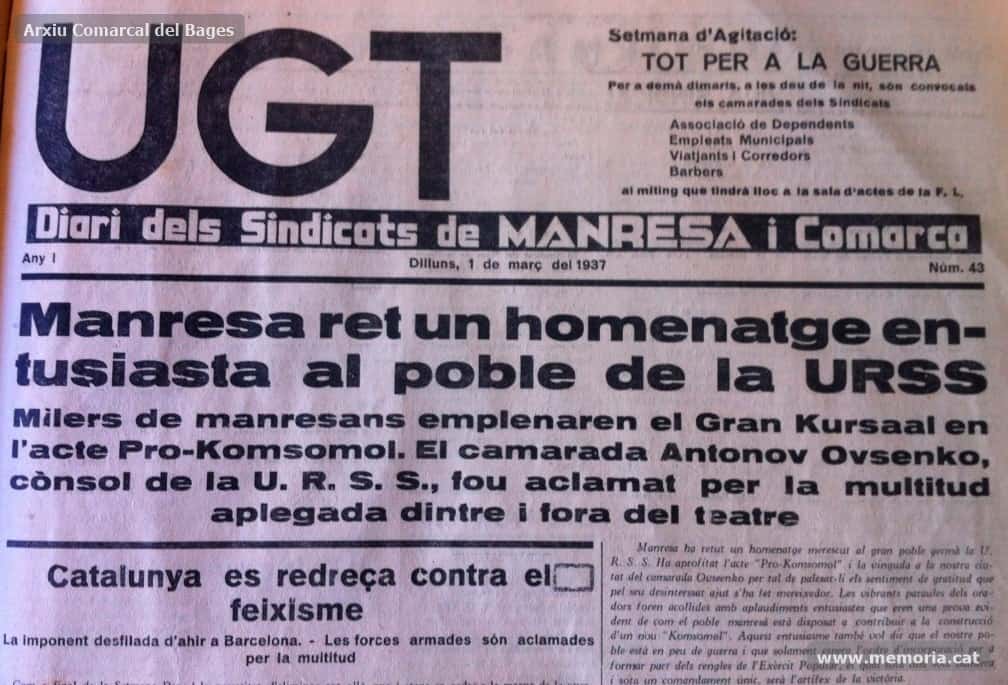 Arxiu Comarcal del Bages
UGT
Setmana d'Agitació:
TOT PER A LA GUERRA
Per a demà dimarts, a les deu de la nit, són convocats
els camarades dels Sindicats
Associació de Dependents
Empleats Municipals
Viatjants i Corredors
Barbers
al míting que tindrà lloc a la sala d'actes de la F. L.
Diari dels Sindicats de MANRESA i Comarca
Any I
Dilluns, 1 de març del 1937
Núm. 43
Manresa ret un homenatge en-
tusiasta al poble de la URSS
Milers de manresans emplenaren el Gran Kursaal en
l'acte Pro-Komsomol. El camarada Antonov Ovsenko,
cònsol de la U. R. S. S., fou aclamat per la multitud
aplegada dintre i fora del teatre
Catalunya es redreça contra el
feixisme
La imponent desfilada d'ahir a Barcelona. - Les forces armades són aclamades
per la multitud
Manresa ha retut un homenatge merescut al gran poble germà la U.
R. S. S. Ha aprofitat l'acte "Pro-Komsomol" i la vinguda a la nostra ciu-
tat del camarada Ovseenko per tal de palesar-li els sentiment de gratitud que
pel seu desinteressat ajut s'ha fet mereixedor. Les vibrants paraules dels ora-
dors foren acollides amb aplaudiments entusiastes que eren una prova evi-
dent de com el poble manresà està disposat a contribuir a la construcció
d'un nou "Komsomol". Aquest entusiasme també vol dir que el nostre
poble està en peu de guerra i que solament
formar part dels rengles de l'Exèrcit Popular,
i sota un comandament únic, serà l'artífex de la victòria.
www.memoria.cat